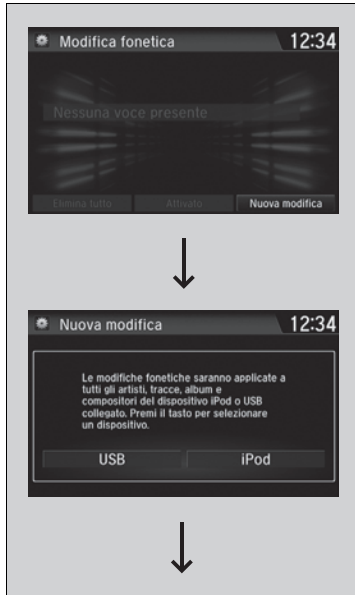 Modifica fonetica 12:34
Nessuna voce presente
Elimina tutto Attivato Nuova modifica
Nuova modifica 12:34
Le modifiche fonetiche saranno applicate a
tutti gli artisti, tracce, album e
compositori del dispositivo iPod o USB
collegato. Premi il tasto per selezionare
un dispositivo.
USB iPod